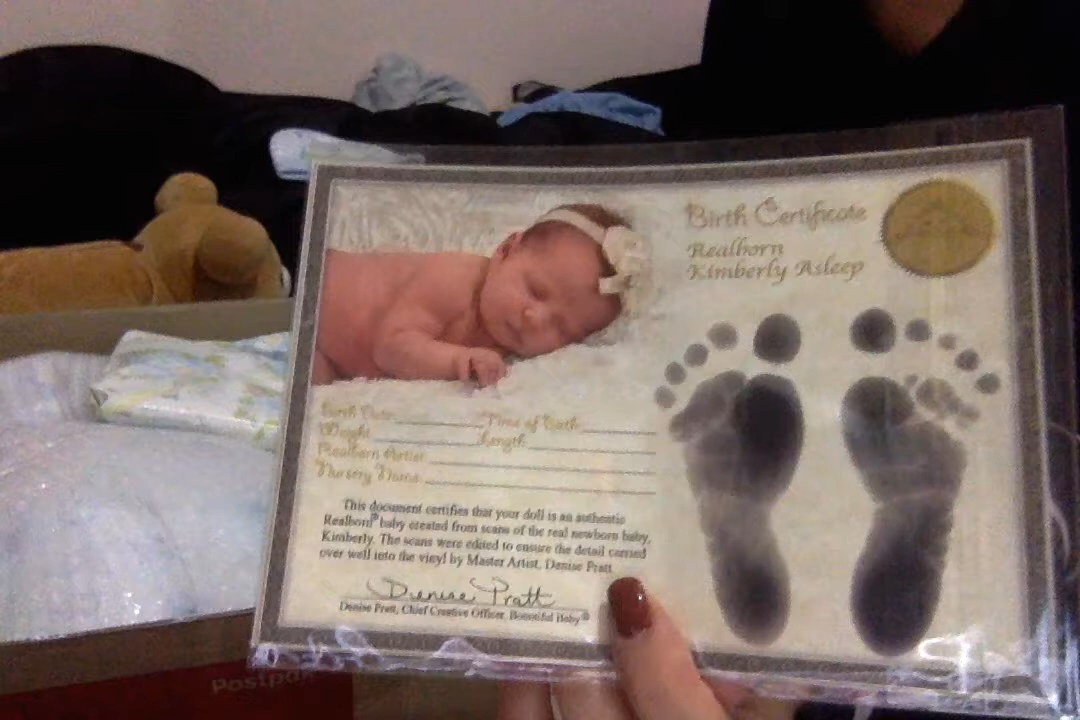 Birth Certificate
Realborn
Kimberly Asleep
Birth Date Time of Birth
Weight Length
Realborn Artist
Nursery Name
This document certifies that your doll is an authentic
Realborn® baby created from scans of the real newborn baby,
Kimberly. The scans were edited to ensure the detail carried
over well into the vinyl by Master Artist, Denise Pratt
Denise Pratt
Denise Pratt, Chief Creative Officer, Bountiful Baby®